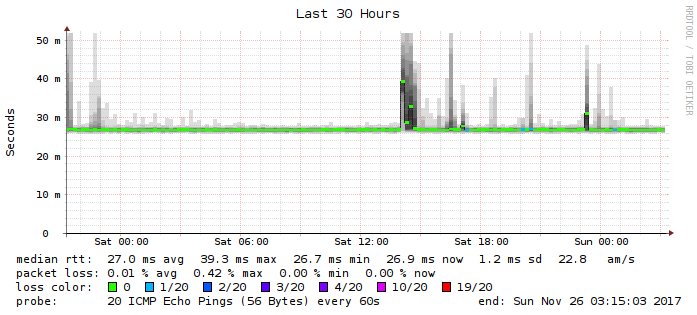 Last 30 Hours
RRDTOOL / TOBI OETIKER
Seconds
50 m
40 m
30 m
20 m
10 m
0
Sat 00:00 Sat 06:00 Sat 12:00 Sat 18:00 Sun 00:00
median rtt: 27.0 ms avg 39.3 ms max 26.7 ms min 26.9 ms now 1.2 ms sd 22.8 am/s
packet loss: 0.01 % avg 0.42 % max 0.00 % min 0.00 % now
loss color: 0 1/20 2/20 3/20 4/20 10/20 19/20
probe: 20 ICMP Echo Pings (56 Bytes) every 60s end: Sun Nov 26 03:15:03 2017